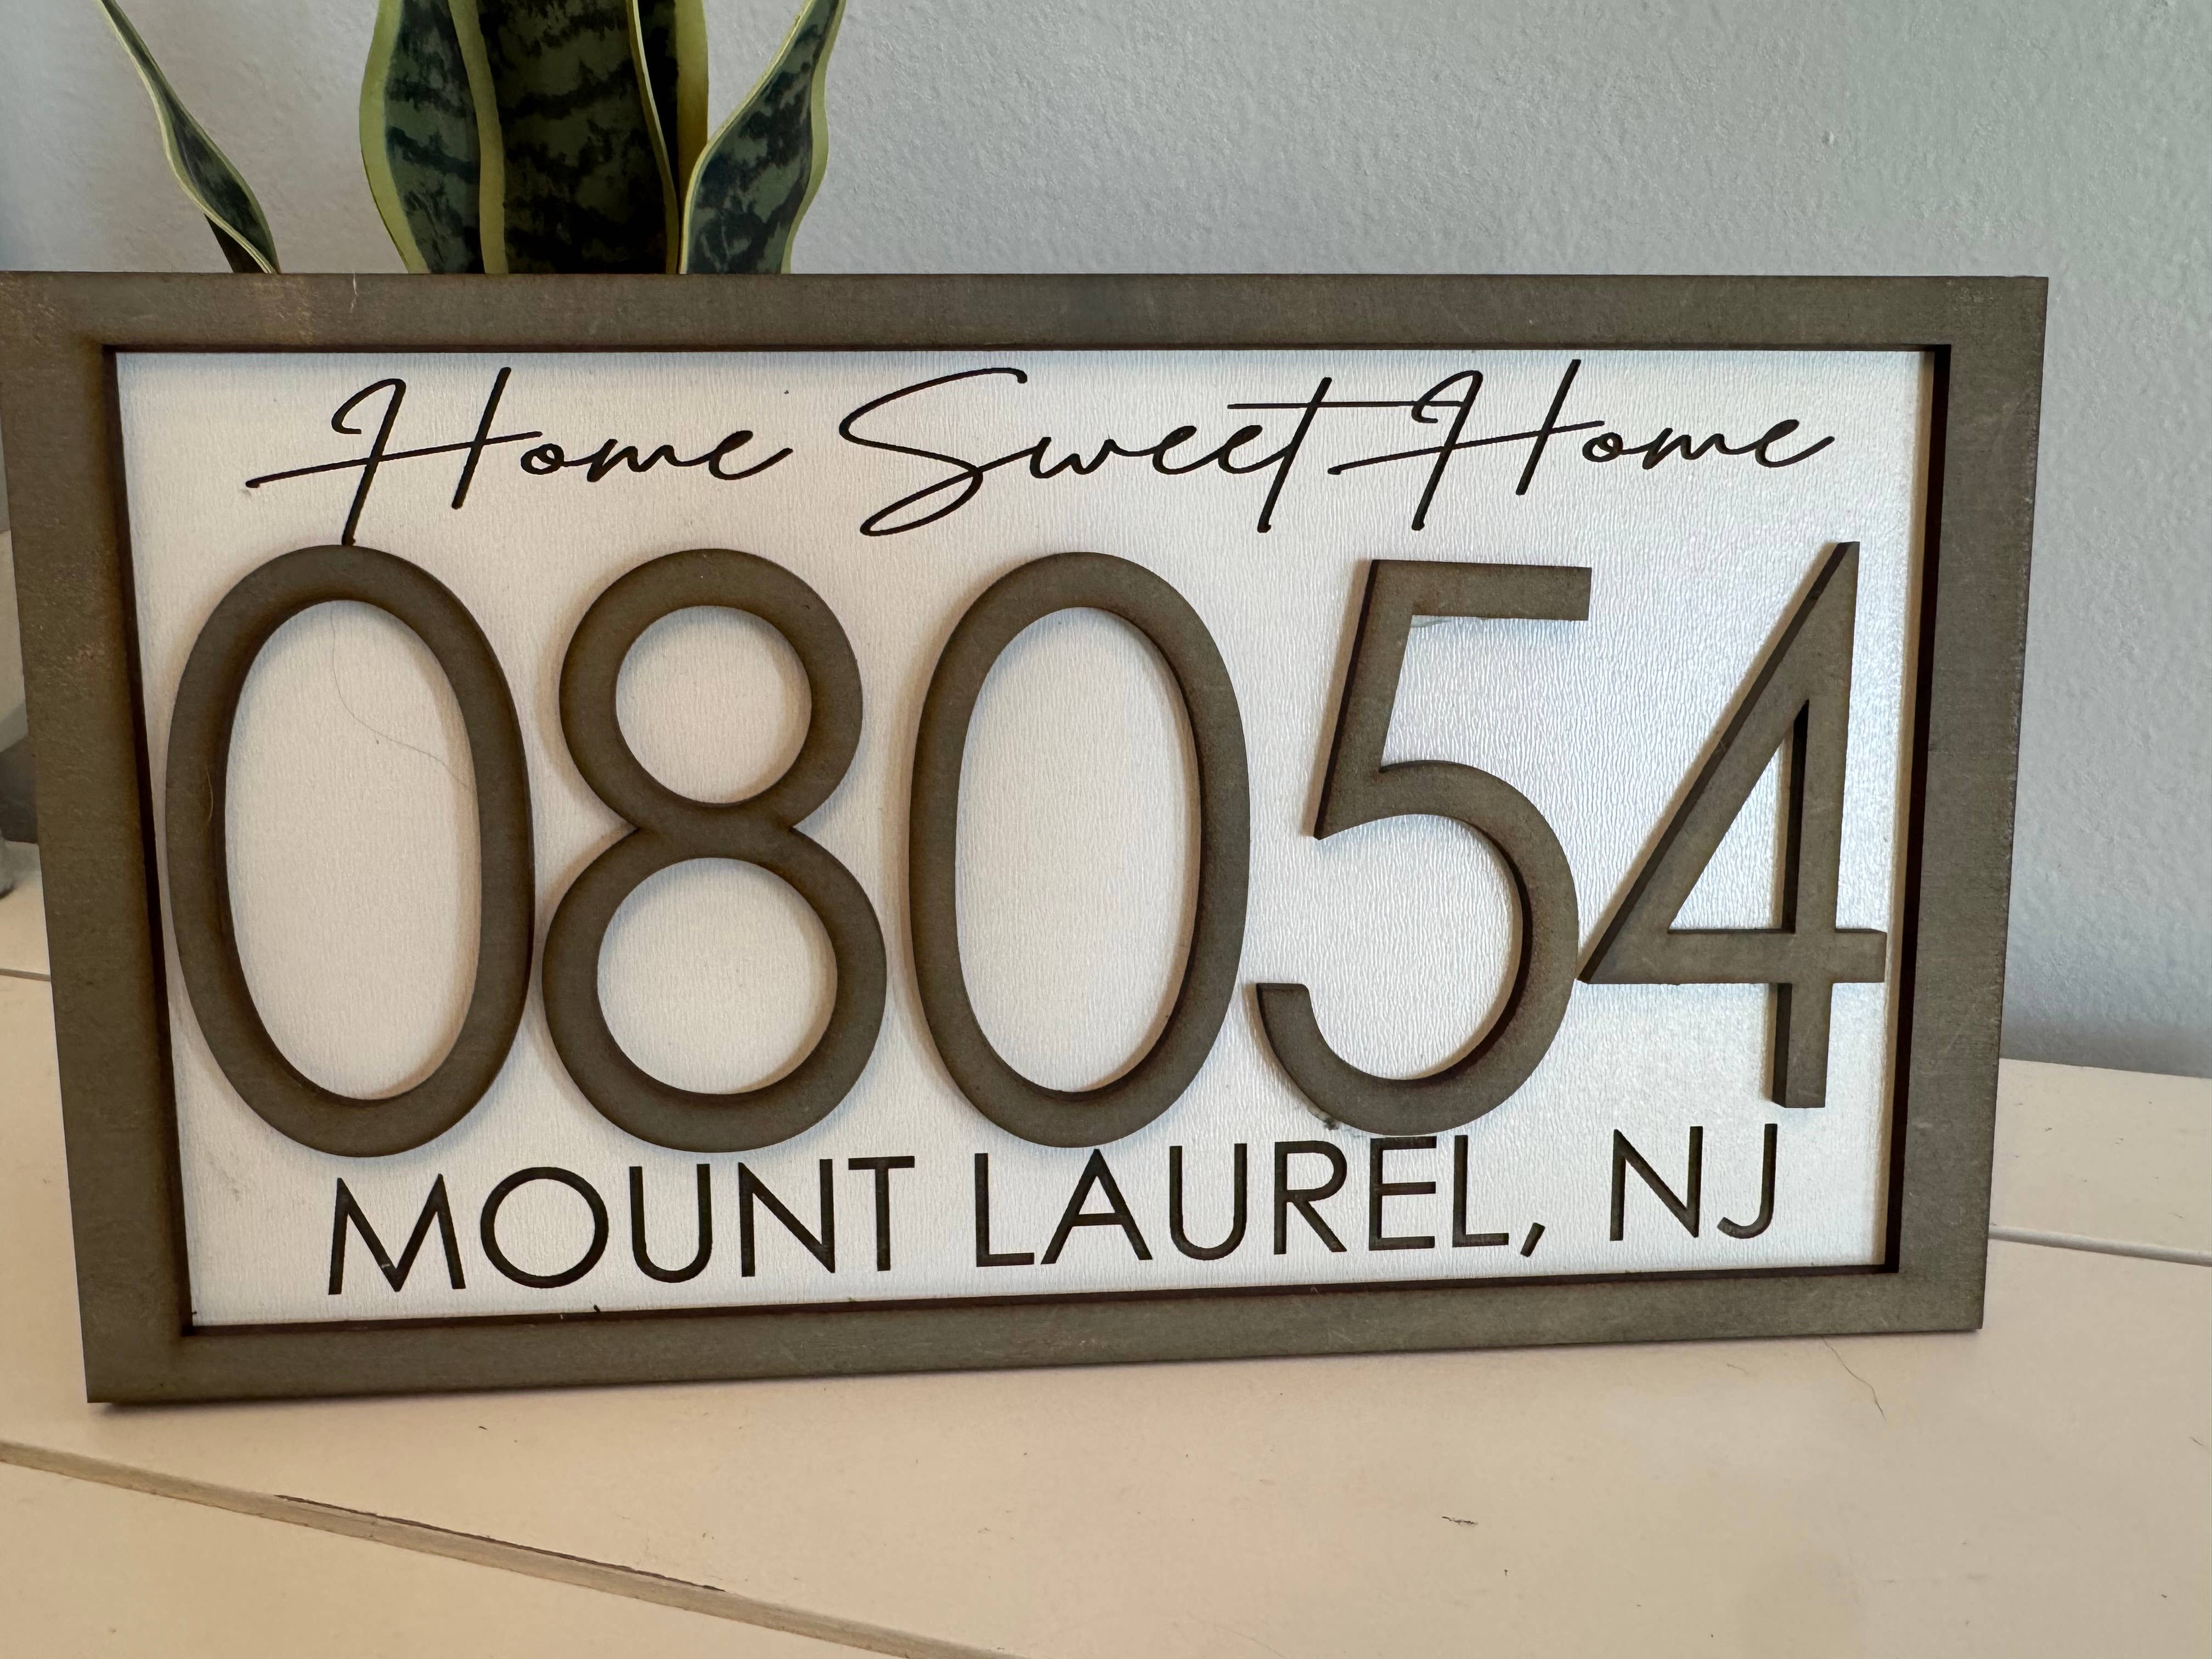 Home Sweet Home
08054
MOUNT LAUREL, NJ